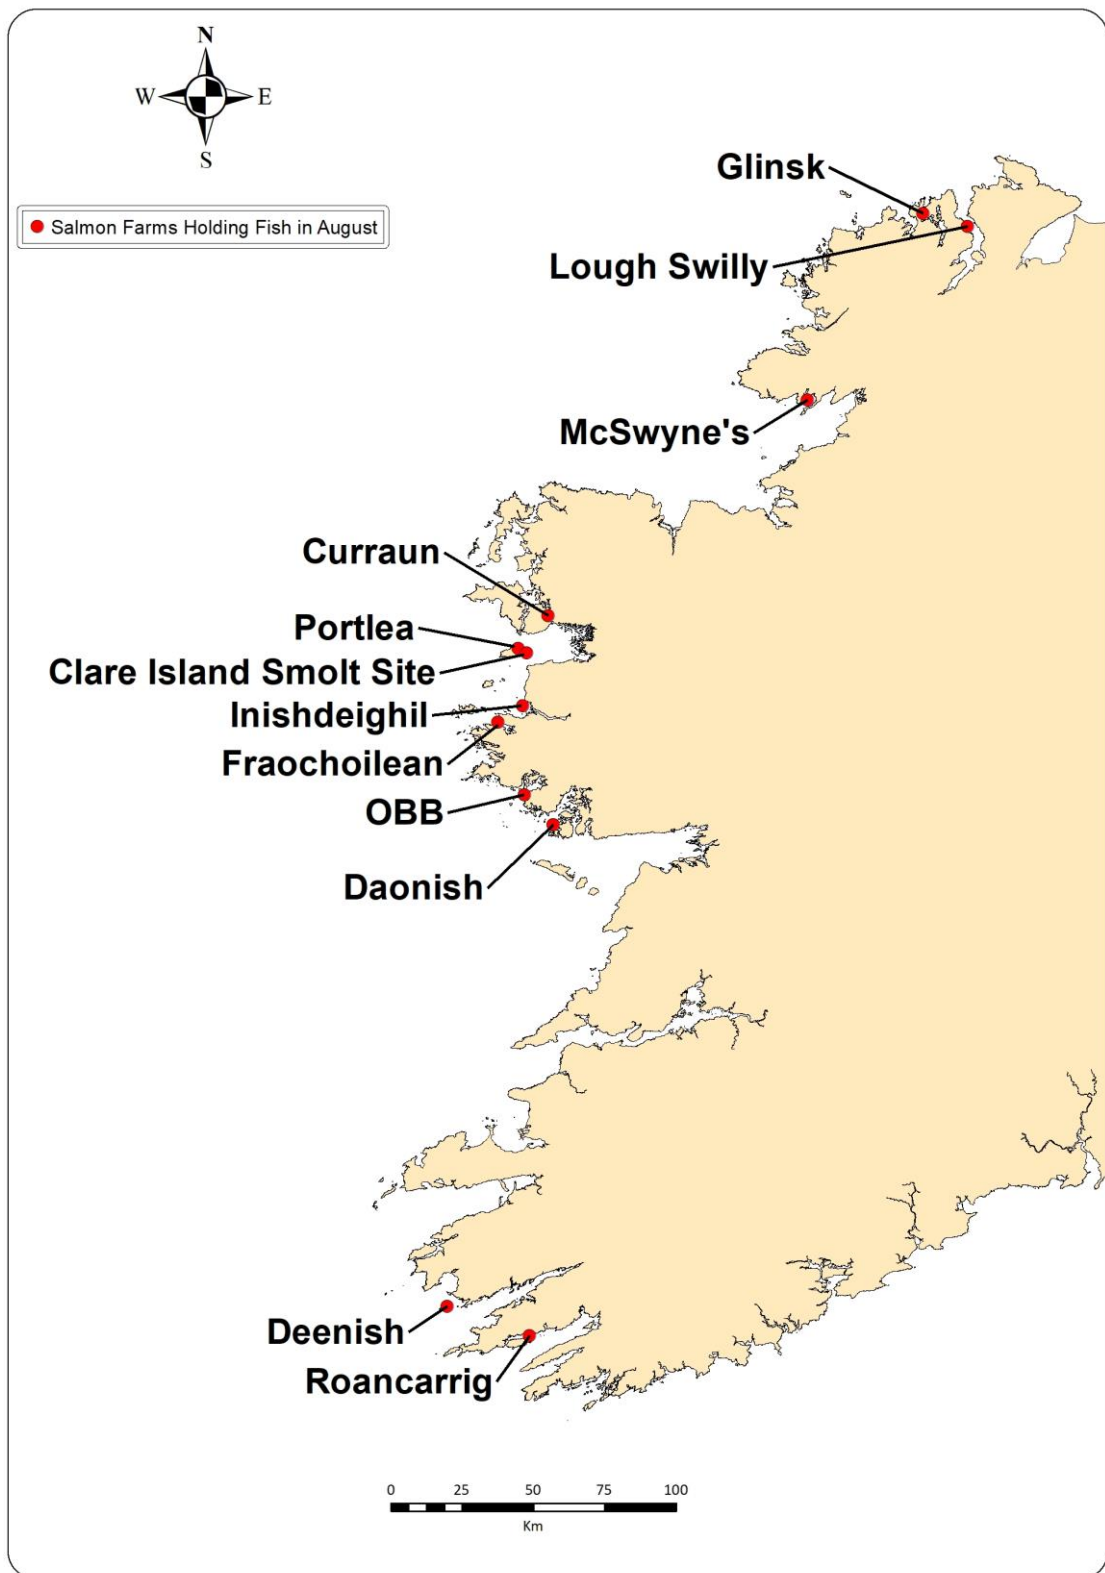 N
W E
S
Salmon Farms Holding Fish in August
Glinsk
Lough Swilly
McSwyne's
Curraun
Portlea
Clare Island Smolt Site
Inishdeighil
Fraochoilean
OBB
Daonish
Deenish
Roancarrig
0 25 50 75 100
Km